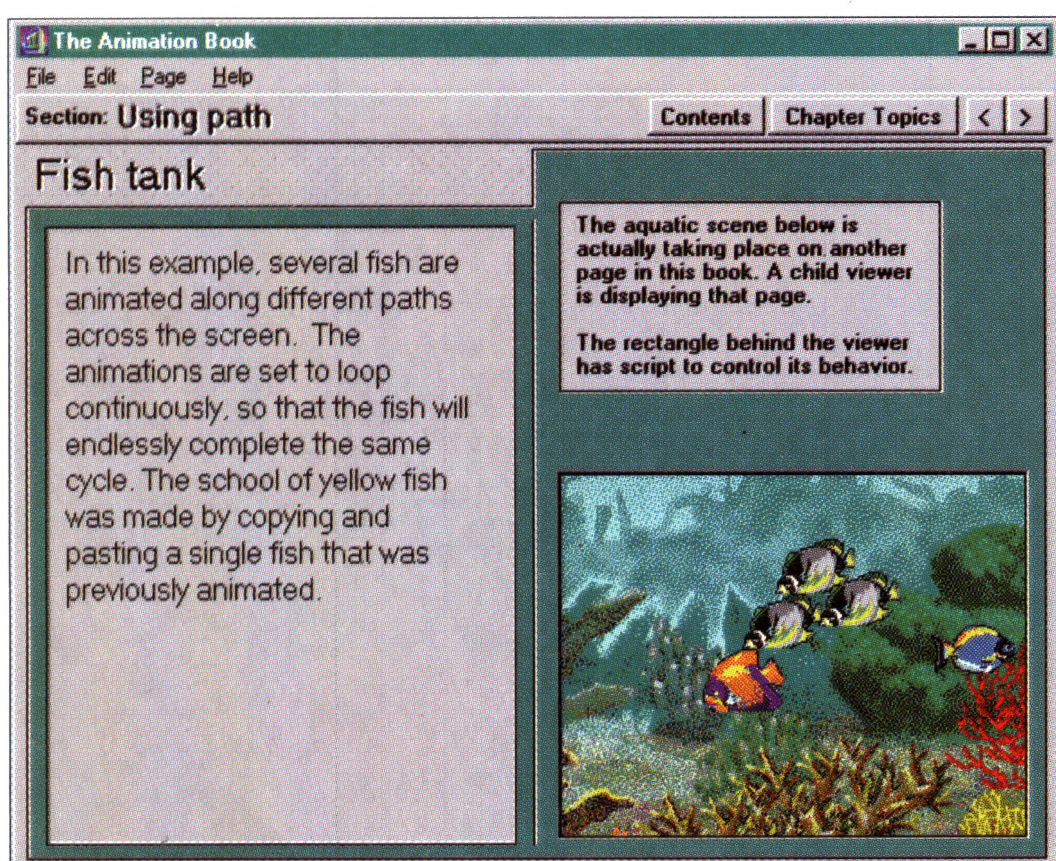 The Animation Book
File Edit Page Help
Section: Using path
Contents
Chapter Topics
< >
Fish tank
In this example, several fish are
animated along different paths
across the screen. The
animations are set to loop
continuously, so that the fish will
endlessly complete the same
cycle. The school of yellow fish
was made by copying and
pasting a single fish that was
previously animated.
The aquatic scene below is
actually taking place on another
page in this book. A child viewer
is displaying that page.
The rectangle behind the viewer
has script to control its behavior.